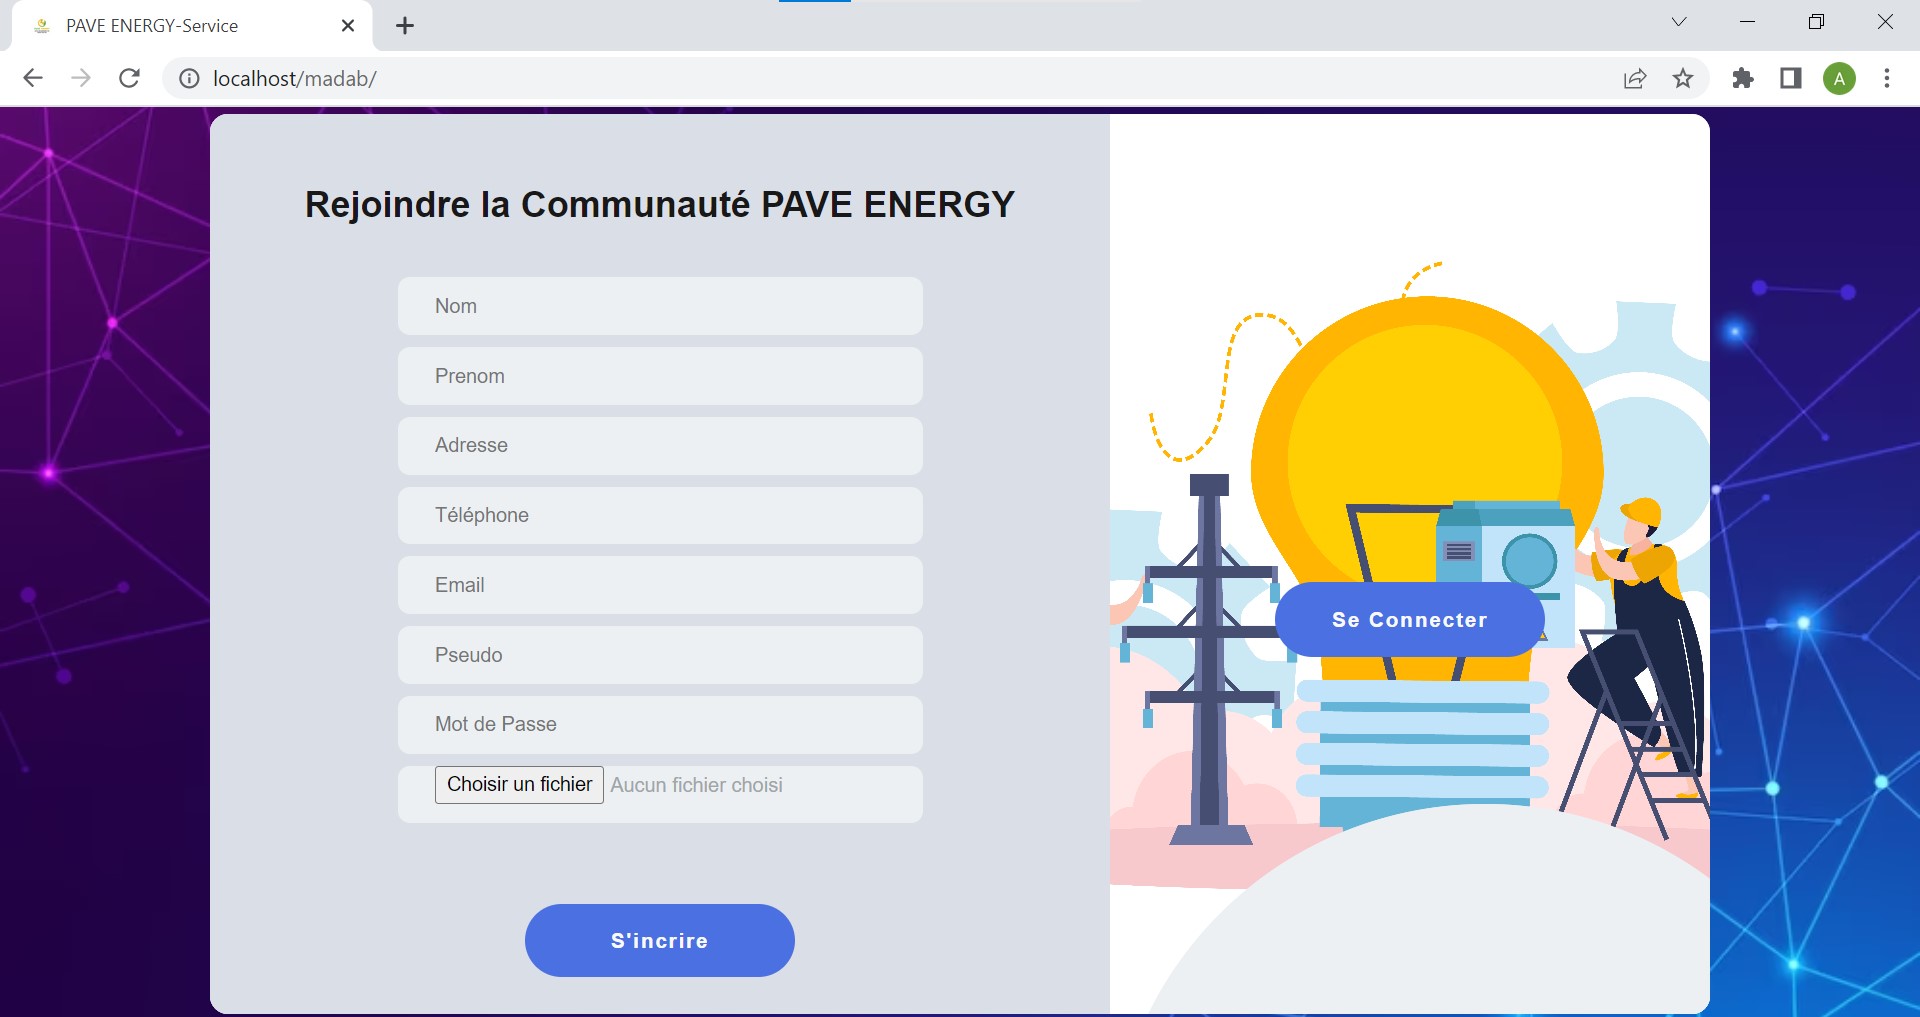 PAVE ENERGY-Service
localhost/madab/
A
Rejoindre la Communauté PAVE ENERGY
Nom
Prenom
Adresse
Téléphone
Email
Pseudo
Mot de Passe
Choisir un fichier Aucun fichier choisi
S'incrire
Se Connecter